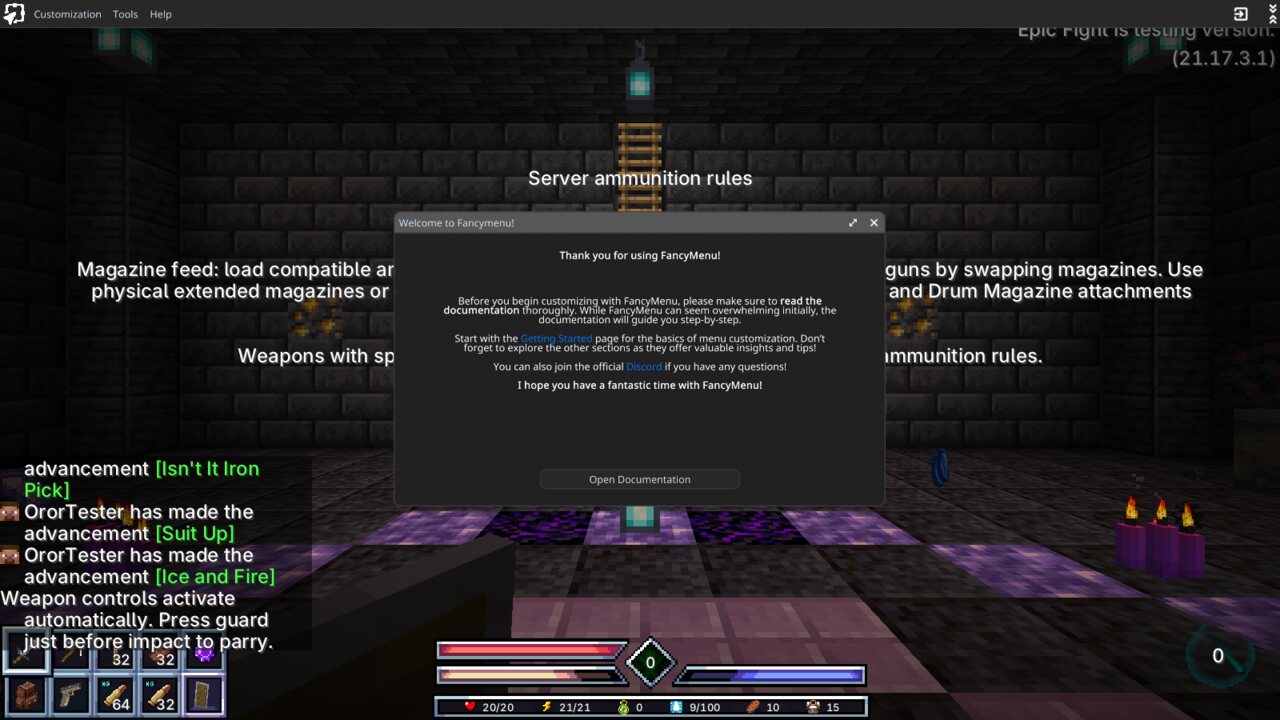 Customization Tools Help
Epic Fight is testing version.
(21.17.3.1)
Server ammunition rules
Welcome to Fancymenu!
Thank you for using FancyMenu!
Magazine feed: load compatible guns by swapping magazines. Use
physical extended magazines or and Drum Magazine attachments
Before you begin customizing with FancyMenu, please make sure to read the
documentation thoroughly. While FancyMenu can seem overwhelming initially, the
documentation will guide you step-by-step.
Start with the Getting Started page for the basics of menu customization. Don't
forget to explore the other sections as they offer valuable insights and tips!
Weapons with ammunition rules.
You can also join the official Discord if you have any questions!
I hope you have a fantastic time with FancyMenu!
Open Documentation
advancement [Isn't It Iron
Pick]
OrorTester has made the
advancement [Suit Up]
OrorTester has made the
advancement [Ice and Fire]
Weapon controls activate
automatically. Press guard
just before impact to parry.
32 32
64 32
0
20/20 21/21 0 9/100 10 15
0